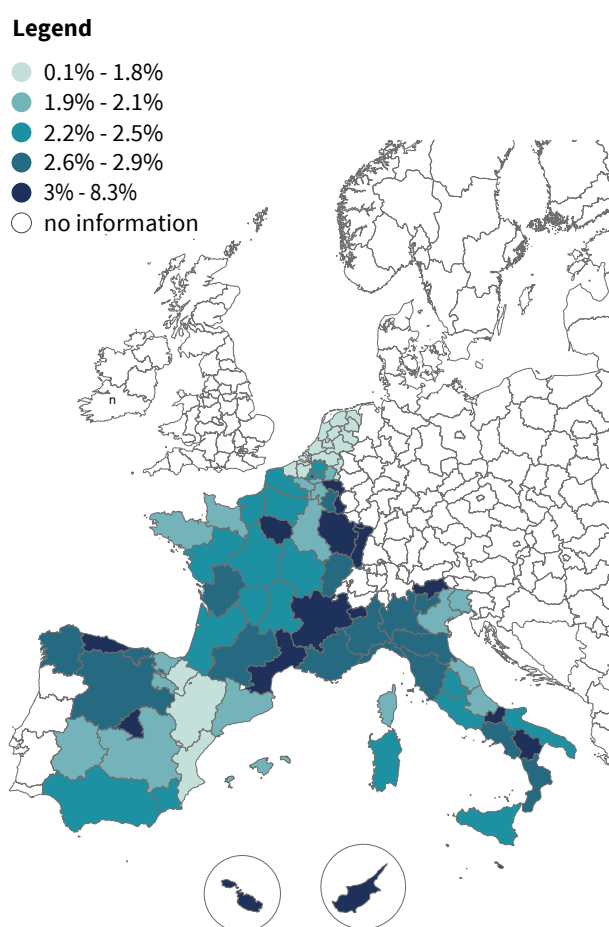 Legend
0.1% - 1.8%
1.9% - 2.1%
2.2% - 2.5%
2.6% - 2.9%
3% - 8.3%
no information
n